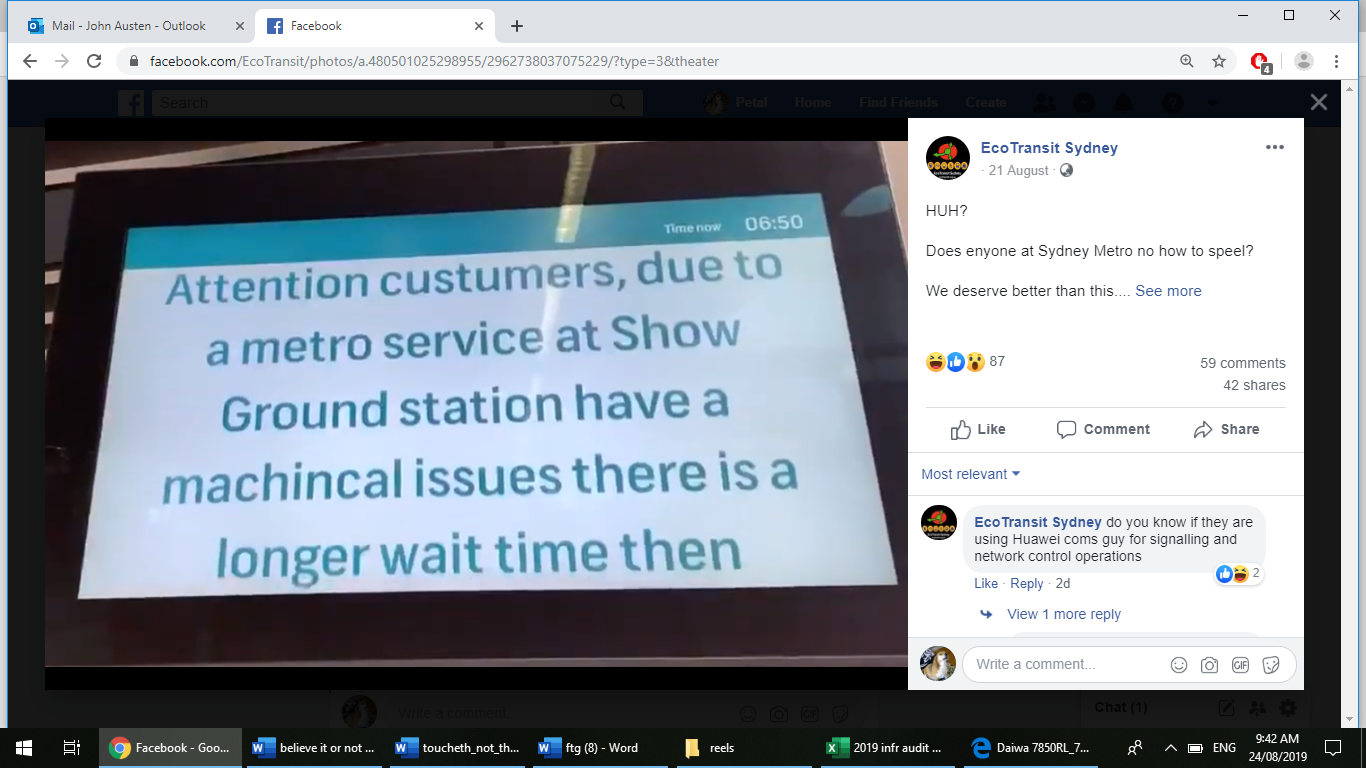 Mail - John Austen - Outlook
Facebook
facebook.com/EcoTransit/photos/a.480501025298955/2962738037075229/?type=3&theater
4
Search
Petal Home Find Friends Create
Time now 06:50
Attention custumers, due to
a metro service at Show
Ground station have a
machincal issues there is a
longer wait time then
EcoTransit Sydney
· 21 August ·
HUH?
Does enyone at Sydney Metro no how to speel?
We deserve better than this.... See more
87
59 comments
42 shares
Like Comment Share
Most relevant
EcoTransit Sydney do you know if they are
using Huawei coms guy for signalling and
network control operations
2
Like · Reply · 2d
View 1 more reply
Write a comment...
GIF
Write a comment...
GIF
Chat (1)
Facebook - Goo...
believe it or not ...
toucheth_not_th...
ftg (8) - Word
reels
2019 infr audit ...
Daiwa 7850RL_7...
ENG
9:42 AM
24/08/2019